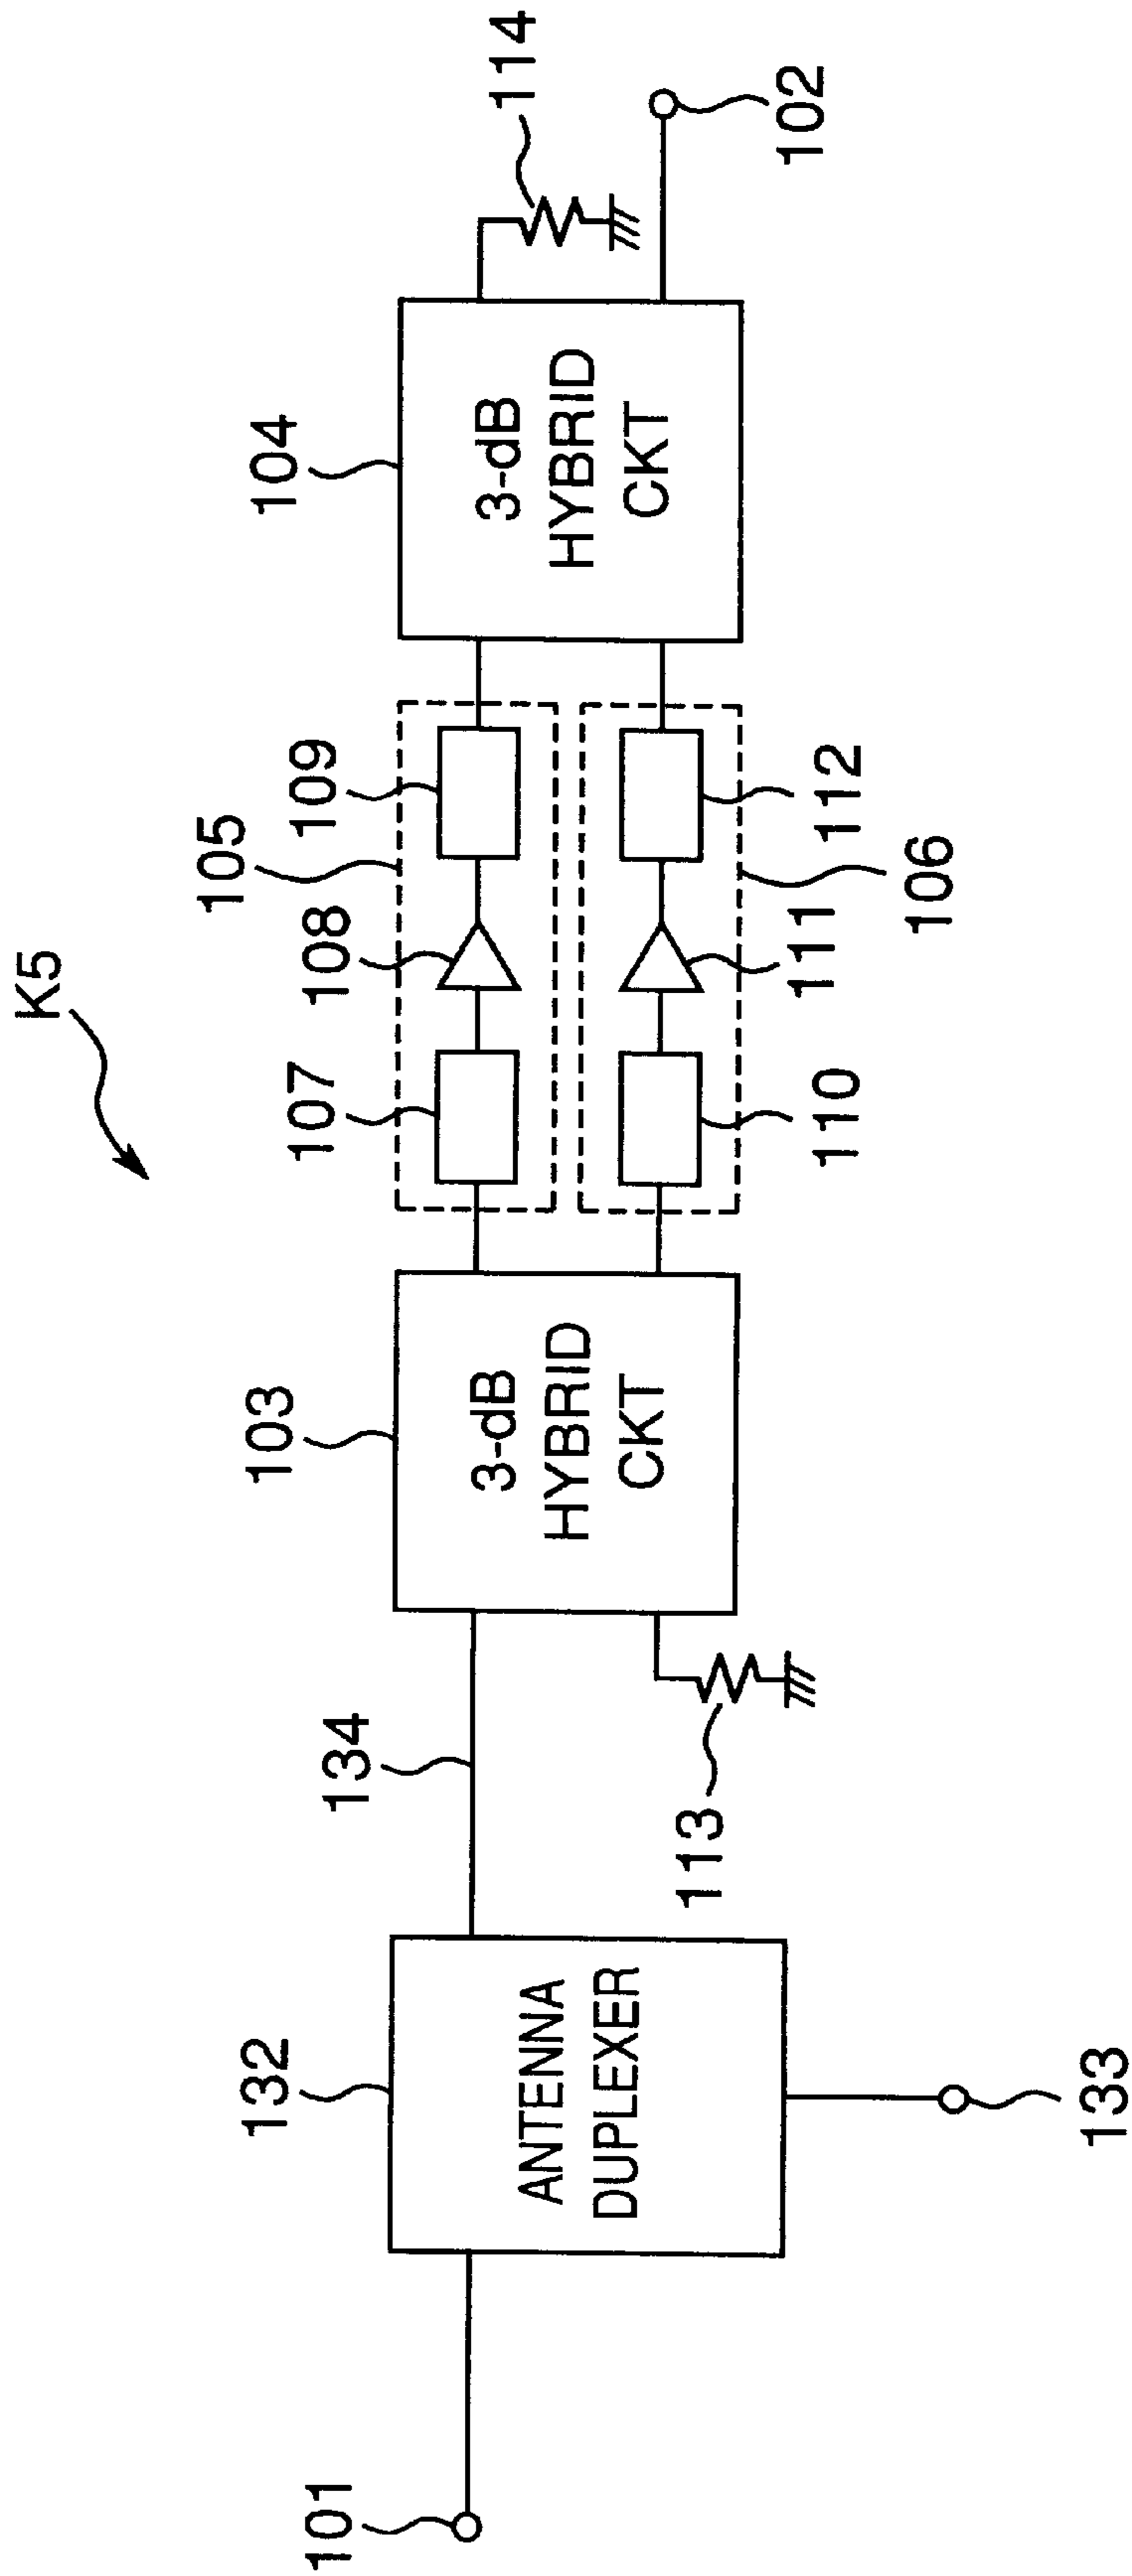 K5
101
132
ANTENNA
DUPLEXER
133
134
113
103
3-dB
HYBRID
CKT
105
107
108
109
110
111
112
106
104
3-dB
HYBRID
CKT
114
102